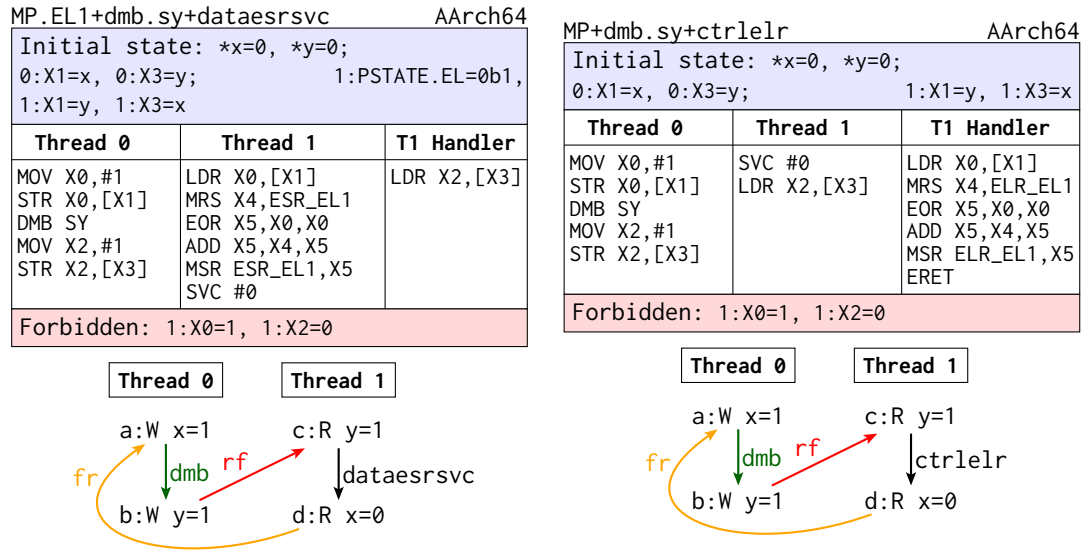 MP.EL1+dmb.sy+dataesrsvc AArch64
Initial state: *x=0, *y=0;
0:X1=x, 0:X3=y; 1:PSTATE.EL=0b1,
1:X1=y, 1:X3=x
Thread 0 Thread 1 T1 Handler
MOV X0,#1 LDR X0,[X1] LDR X2,[X3]
STR X0,[X1] MRS X4,ESR_EL1
DMB SY EOR X5,X0,X0
MOV X2,#1 ADD X5,X4,X5
STR X2,[X3] MSR ESR_EL1,X5
SVC #0
Forbidden: 1:X0=1, 1:X2=0
Thread 0 Thread 1
a:W x=1 c:R y=1
fr dmb rf dataesrsvc
b:W y=1 d:R x=0
MP+dmb.sy+ctrlelr AArch64
Initial state: *x=0, *y=0;
0:X1=x, 0:X3=y; 1:X1=y, 1:X3=x
Thread 0 Thread 1 T1 Handler
MOV X0,#1 SVC #0 LDR X0,[X1]
STR X0,[X1] LDR X2,[X3] MRS X4,ELR_EL1
DMB SY EOR X5,X0,X0
MOV X2,#1 ADD X5,X4,X5
STR X2,[X3] MSR ELR_EL1,X5
ERET
Forbidden: 1:X0=1, 1:X2=0
Thread 0 Thread 1
a:W x=1 c:R y=1
fr dmb rf ctrlelr
b:W y=1 d:R x=0